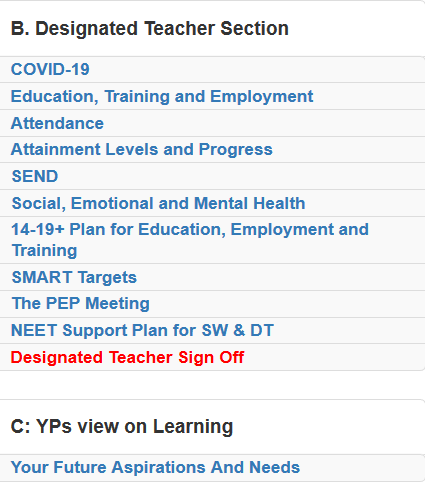 B. Designated Teacher Section
COVID-19
Education, Training and Employment
Attendance
Attainment Levels and Progress
SEND
Social, Emotional and Mental Health
14-19+ Plan for Education, Employment and
Training
SMART Targets
The PEP Meeting
NEET Support Plan for SW & DT
Designated Teacher Sign Off
C: YPs view on Learning
Your Future Aspirations And Needs